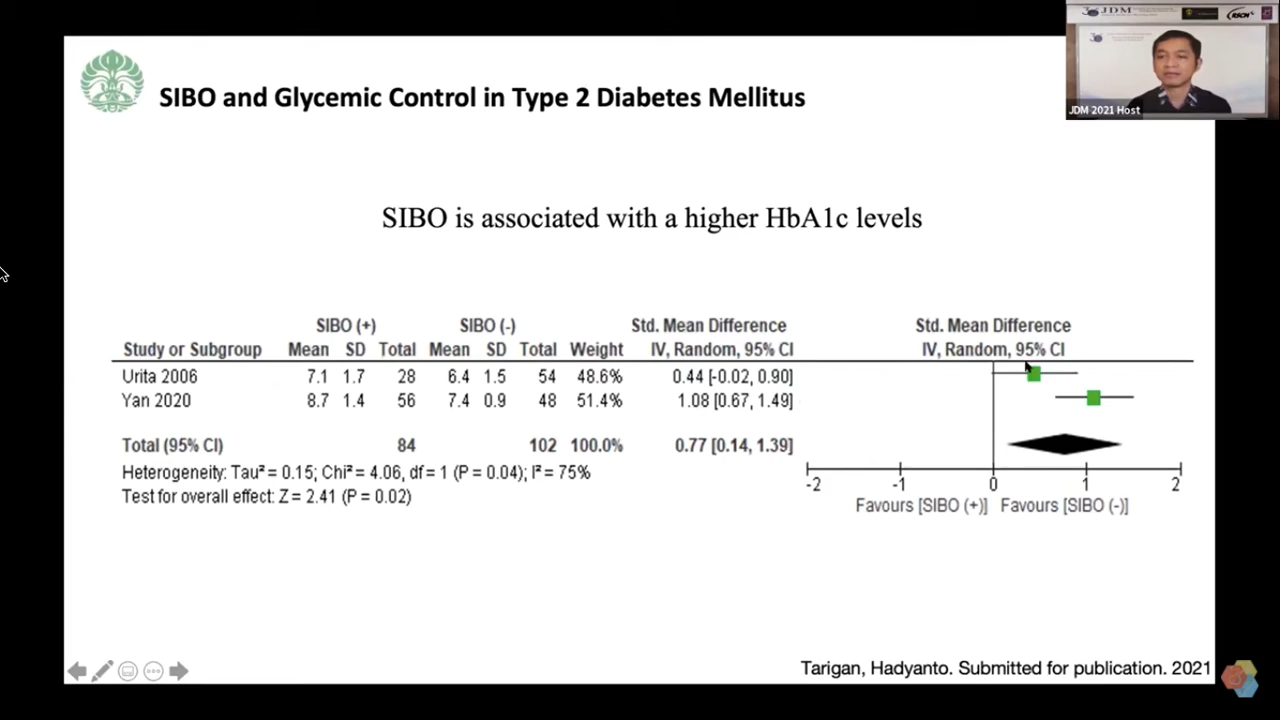 JDM
RSCM
JDM 2021 Host
SIBO and Glycemic Control in Type 2 Diabetes Mellitus
SIBO is associated with a higher HbA1c levels
SIBO (+) SIBO (-) Std. Mean Difference Std. Mean Difference
Study or Subgroup Mean SD Total Mean SD Total Weight IV, Random, 95% CI IV, Random, 95% CI
Urita 2006 7.1 1.7 28 6.4 1.5 54 48.6% 0.44 [-0.02, 0.90]
Yan 2020 8.7 1.4 56 7.4 0.9 48 51.4% 1.08 [0.67, 1.49]
Total (95% CI) 84 102 100.0% 0.77 [0.14, 1.39]
Heterogeneity: Tau² = 0.15; Chi² = 4.06, df = 1 (P = 0.04); I² = 75%
Test for overall effect: Z = 2.41 (P = 0.02)
-2 -1 0 1 2
Favours [SIBO (+)] Favours [SIBO (-)]
Tarigan, Hadyanto. Submitted for publication. 2021